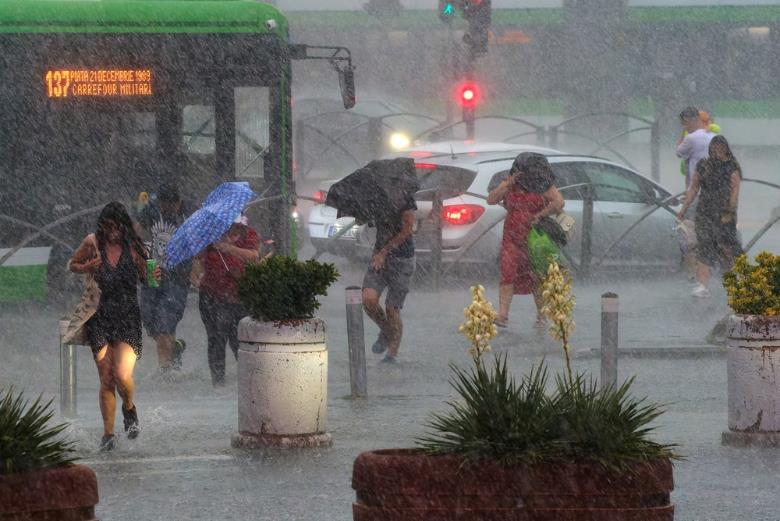 137 PIATA 21 DECEMBRIE 1989
CARREFOUR MILITARI